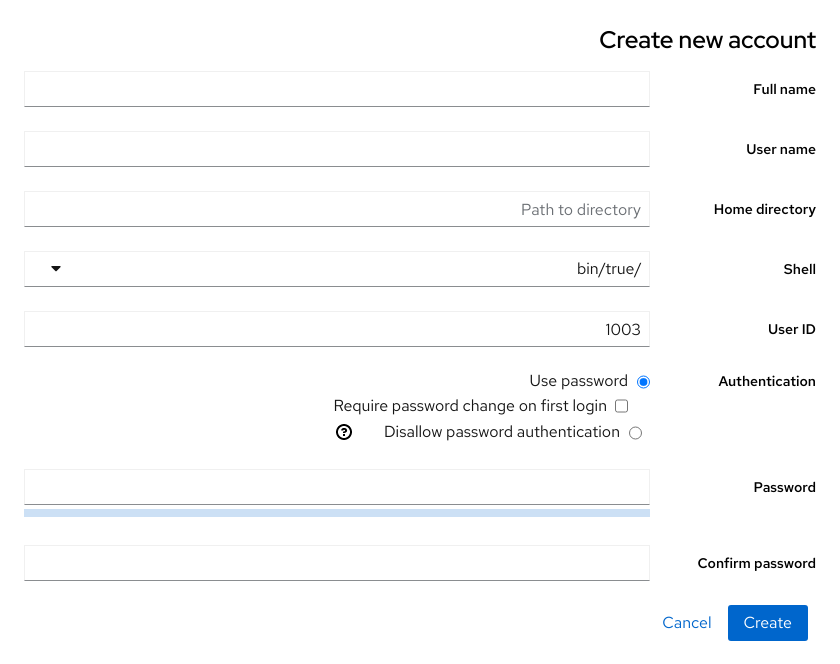 Create new account
Full name
User name
Home directory
Path to directory
Shell
bin/true/
User ID
1003
Authentication
Use password
Require password change on first login
Disallow password authentication
Password
Confirm password
Create
Cancel